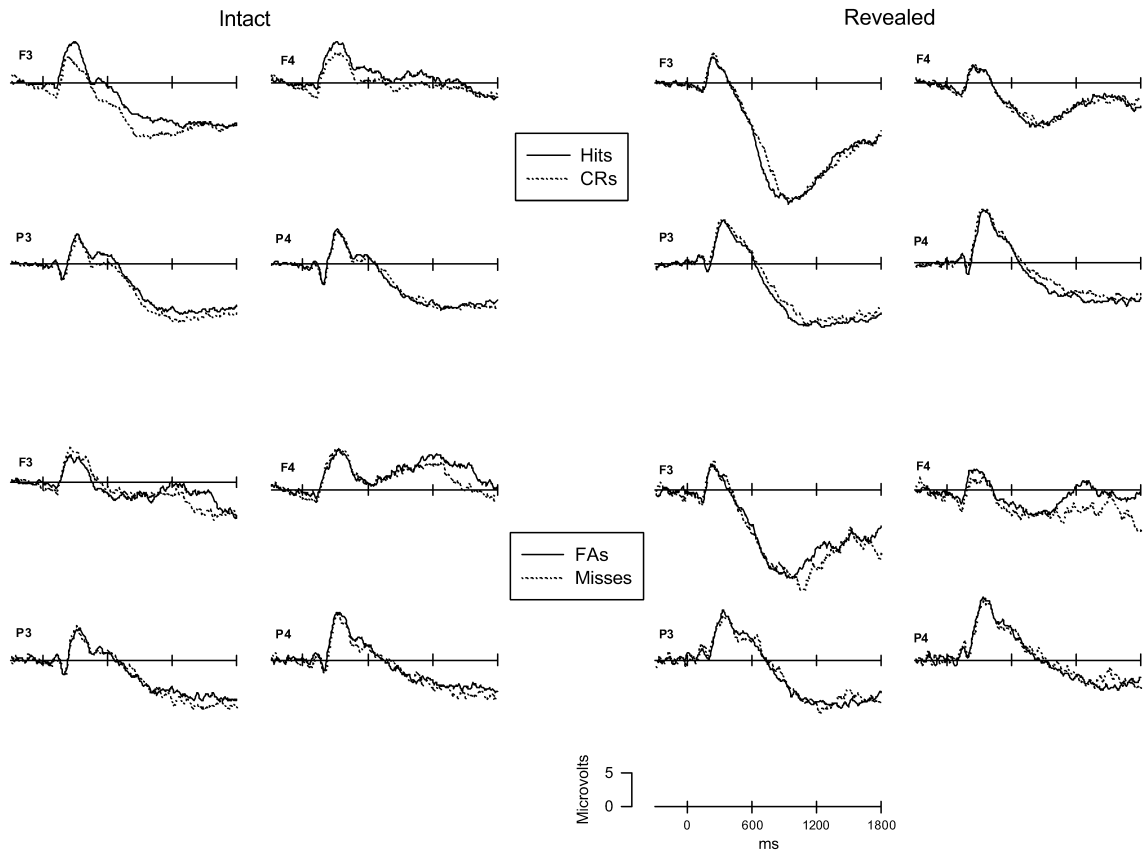 Intact Revealed
F3 F4 F3 F4
Hits
CRs
P3 P4 P3 P4
F3 F4 F3 F4
FAs
Misses
P3 P4 P3 P4
Microvolts
5
0
0 600 1200 1800
ms